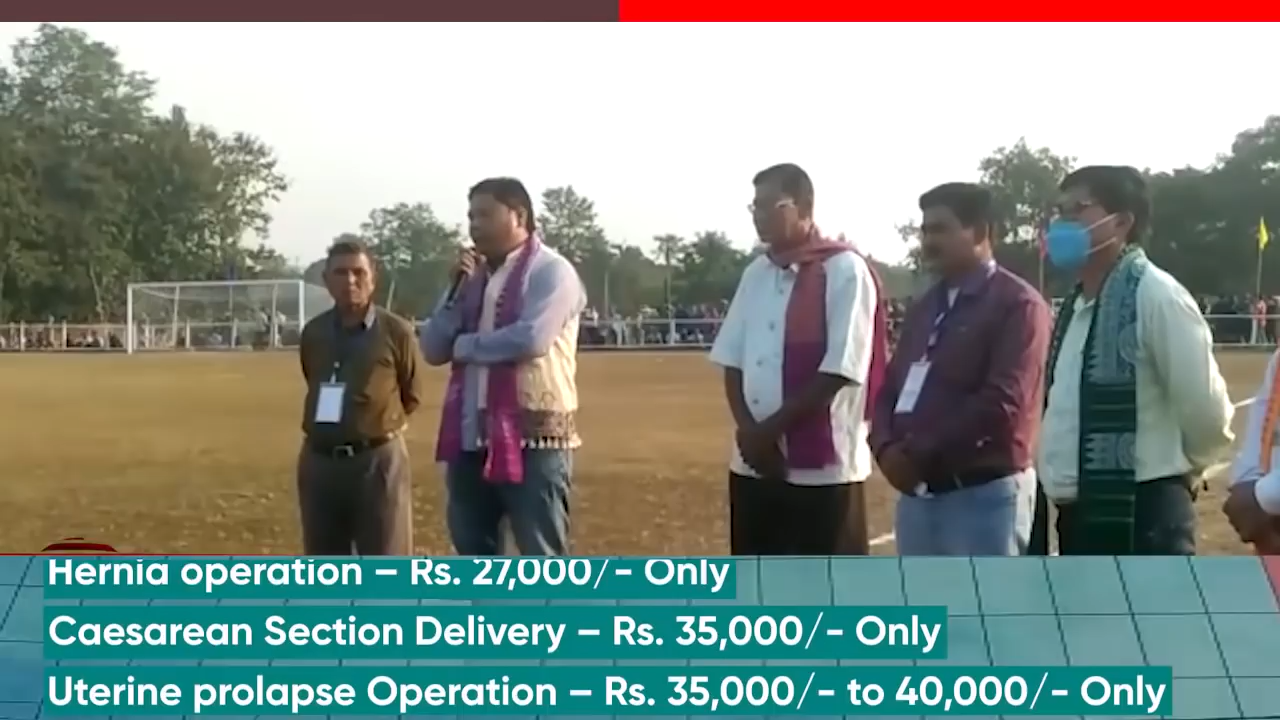 Hernia operation – Rs. 27,000/- Only
Caesarean Section Delivery – Rs. 35,000/- Only
Uterine prolapse Operation – Rs. 35,000/- to 40,000/- Only